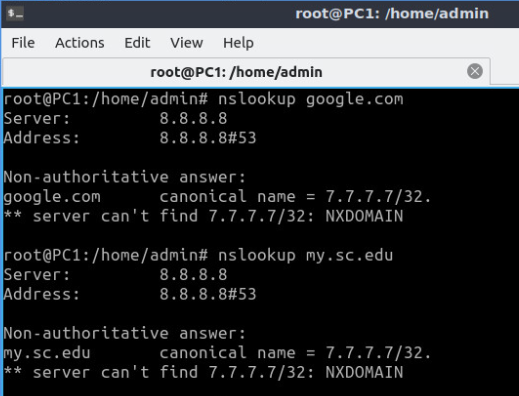 root@PC1: /home/admin
File Actions Edit View Help
root@PC1: /home/admin
root@PC1:/home/admin# nslookup google.com
Server: 8.8.8.8
Address: 8.8.8.8#53
Non-authoritative answer:
google.com canonical name = 7.7.7.7/32.
** server can't find 7.7.7.7/32: NXDOMAIN
root@PC1:/home/admin# nslookup my.sc.edu
Server: 8.8.8.8
Address: 8.8.8.8#53
Non-authoritative answer:
my.sc.edu canonical name = 7.7.7.7/32.
** server can't find 7.7.7.7/32: NXDOMAIN